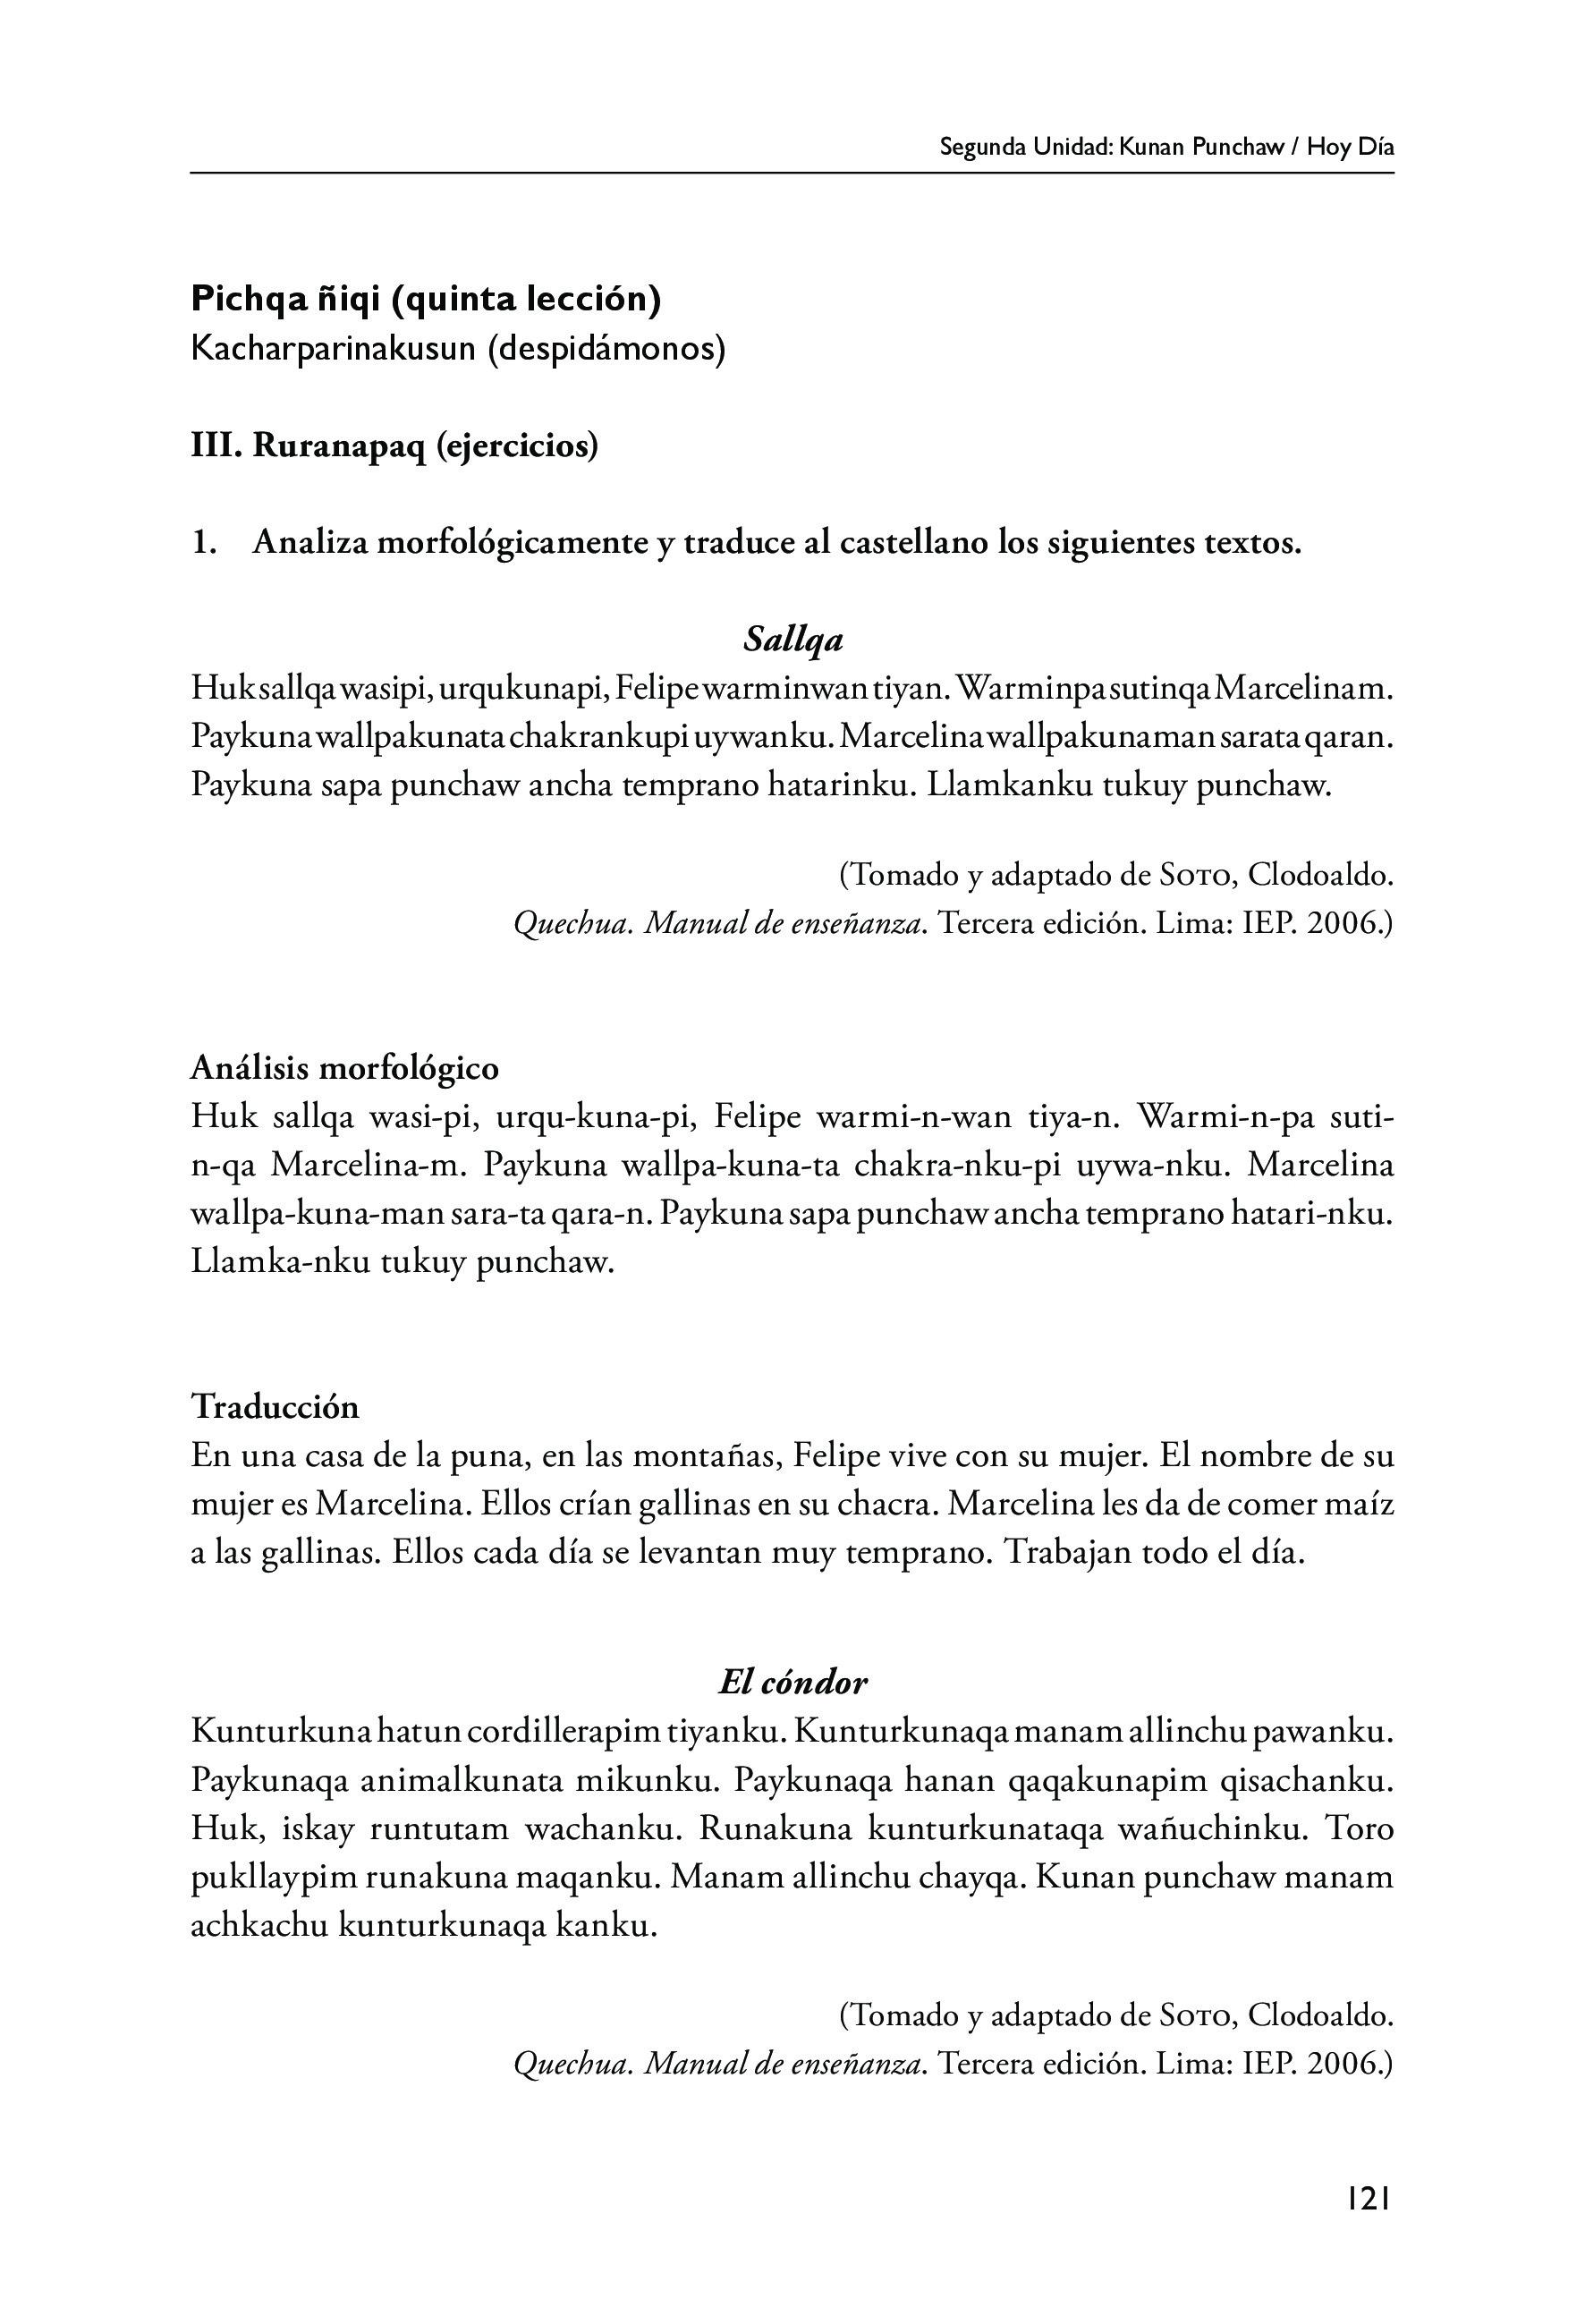 Segunda Unidad: Kunan Punchaw / Hoy Día
Pichqa ñiqi (quinta lección)
Kacharparinakusun (despidámonos)
III. Ruranapaq (ejercicios)
1. Analiza morfológicamente y traduce al castellano los siguientes textos.
Sallqa
Huk sallqa wasipi, urqukunapi, Felipe warminwan tiyan. Warminpa sutinqa Marcelinam.
Paykuna wallpakunata chakrankupi uywanku. Marcelina wallpakunaman sarata qaran.
Paykuna sapa punchaw ancha temprano hatarinku. Llamkanku tukuy punchaw.
(Tomado y adaptado de Soto, Clodoaldo.
Quechua. Manual de enseñanza. Tercera edición. Lima: IEP. 2006.)
Análisis morfológico
Huk sallqa wasi-pi, urqu-kuna-pi, Felipe warmi-n-wan tiya-n. Warmi-n-pa suti-
n-qa Marcelina-m. Paykuna wallpa-kuna-ta chakra-nku-pi uywa-nku. Marcelina
wallpa-kuna-man sara-ta qara-n. Paykuna sapa punchaw ancha temprano hatari-nku.
Llamka-nku tukuy punchaw.
Traducción
En una casa de la puna, en las montañas, Felipe vive con su mujer. El nombre de su
mujer es Marcelina. Ellos crían gallinas en su chacra. Marcelina les da de comer maíz
a las gallinas. Ellos cada día se levantan muy temprano. Trabajan todo el día.
El cóndor
Kunturkuna hatun cordillerapim tiyanku. Kunturkunaqa manam allinchu pawanku.
Paykunaqa animalkunata mikunku. Paykunaqa hanan qaqakunapim qisachanku.
Huk, iskay runtutam wachanku. Runakuna kunturkunataqa wañuchinku. Toro
pukllaypim runakuna maqanku. Manam allinchu chayqa. Kunan punchaw manam
achkachu kunturkunaqa kanku.
(Tomado y adaptado de Soto, Clodoaldo.
Quechua. Manual de enseñanza. Tercera edición. Lima: IEP. 2006.)
121